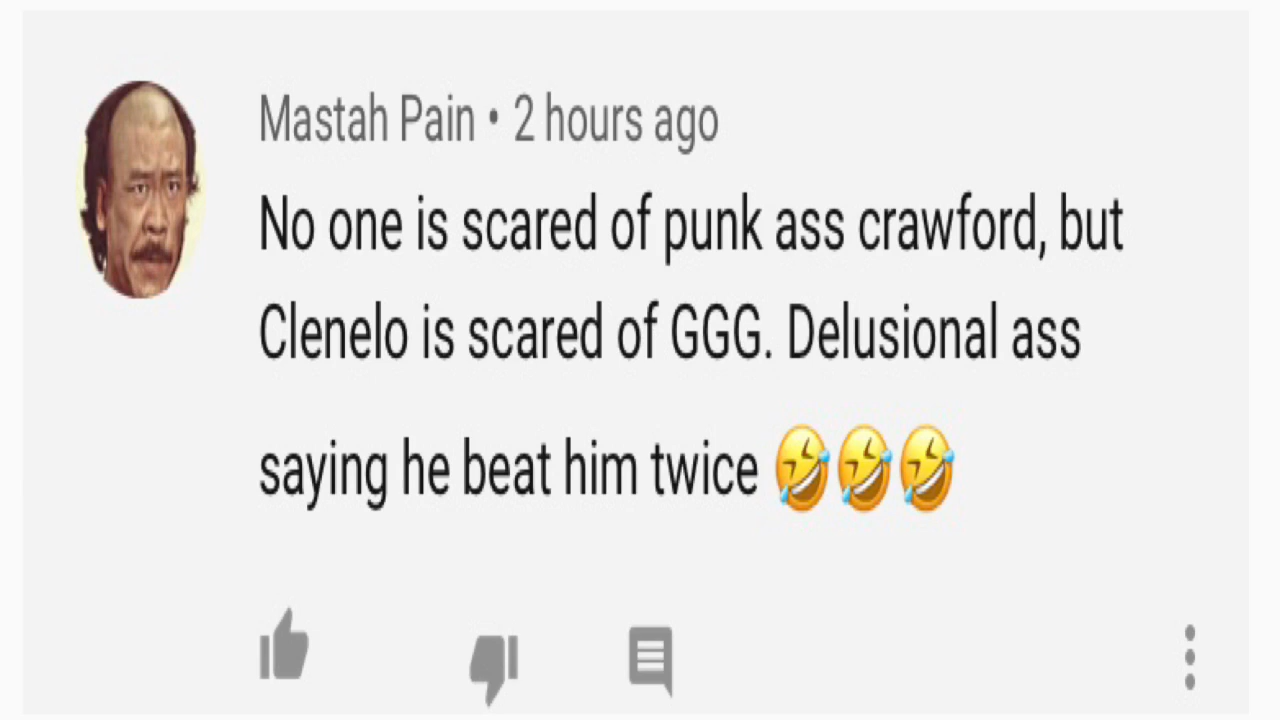 Mastah Pain • 2 hours ago
No one is scared of punk ass crawford, but
Clenelo is scared of GGG. Delusional ass
saying he beat him twice 🤣🤣🤣